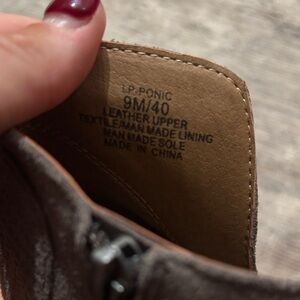 LP-PONIC
9M/40
LEATHER UPPER
TEXTILE/MAN MADE LINING
MAN MADE SOLE
MADE IN CHINA